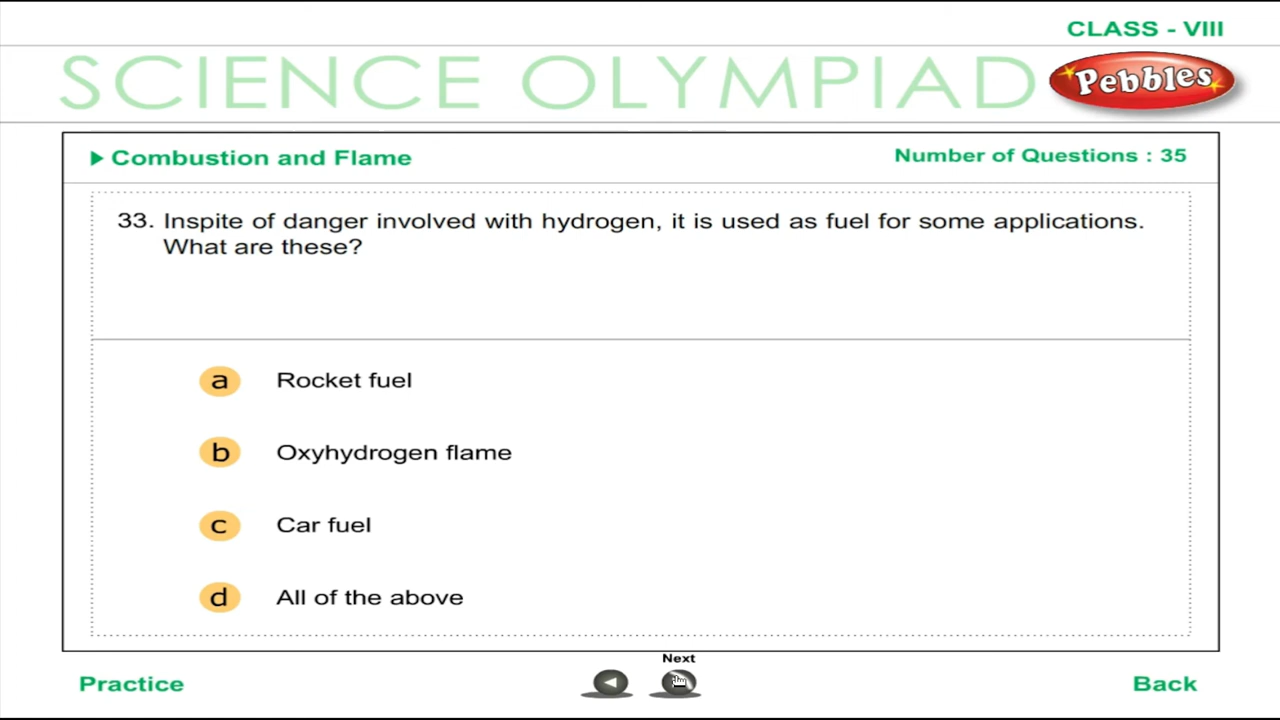 CLASS - VIII
SCIENCE OLYMPIAD
Pebbles
Combustion and Flame
Number of Questions : 35
33. Inspite of danger involved with hydrogen, it is used as fuel for some applications.
What are these?
a Rocket fuel
b Oxyhydrogen flame
c Car fuel
d All of the above
Next
Practice
Back